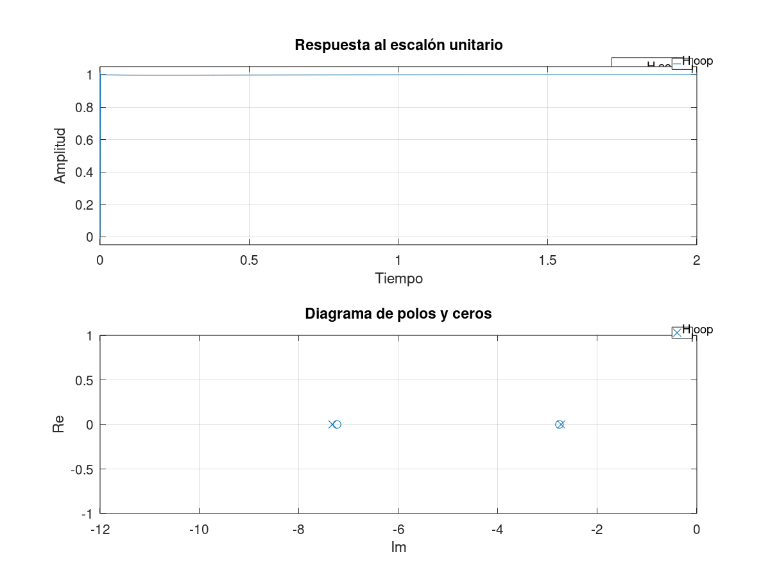 Respuesta al escalón unitario
Hloop
1
0.8
0.6
0.4
0.2
0
Amplitud
0 0.5 1 1.5 2
Tiempo
Diagrama de polos y ceros
Hloop
1
0.5
0
-0.5
-1
Re
-12 -10 -8 -6 -4 -2 0
Im